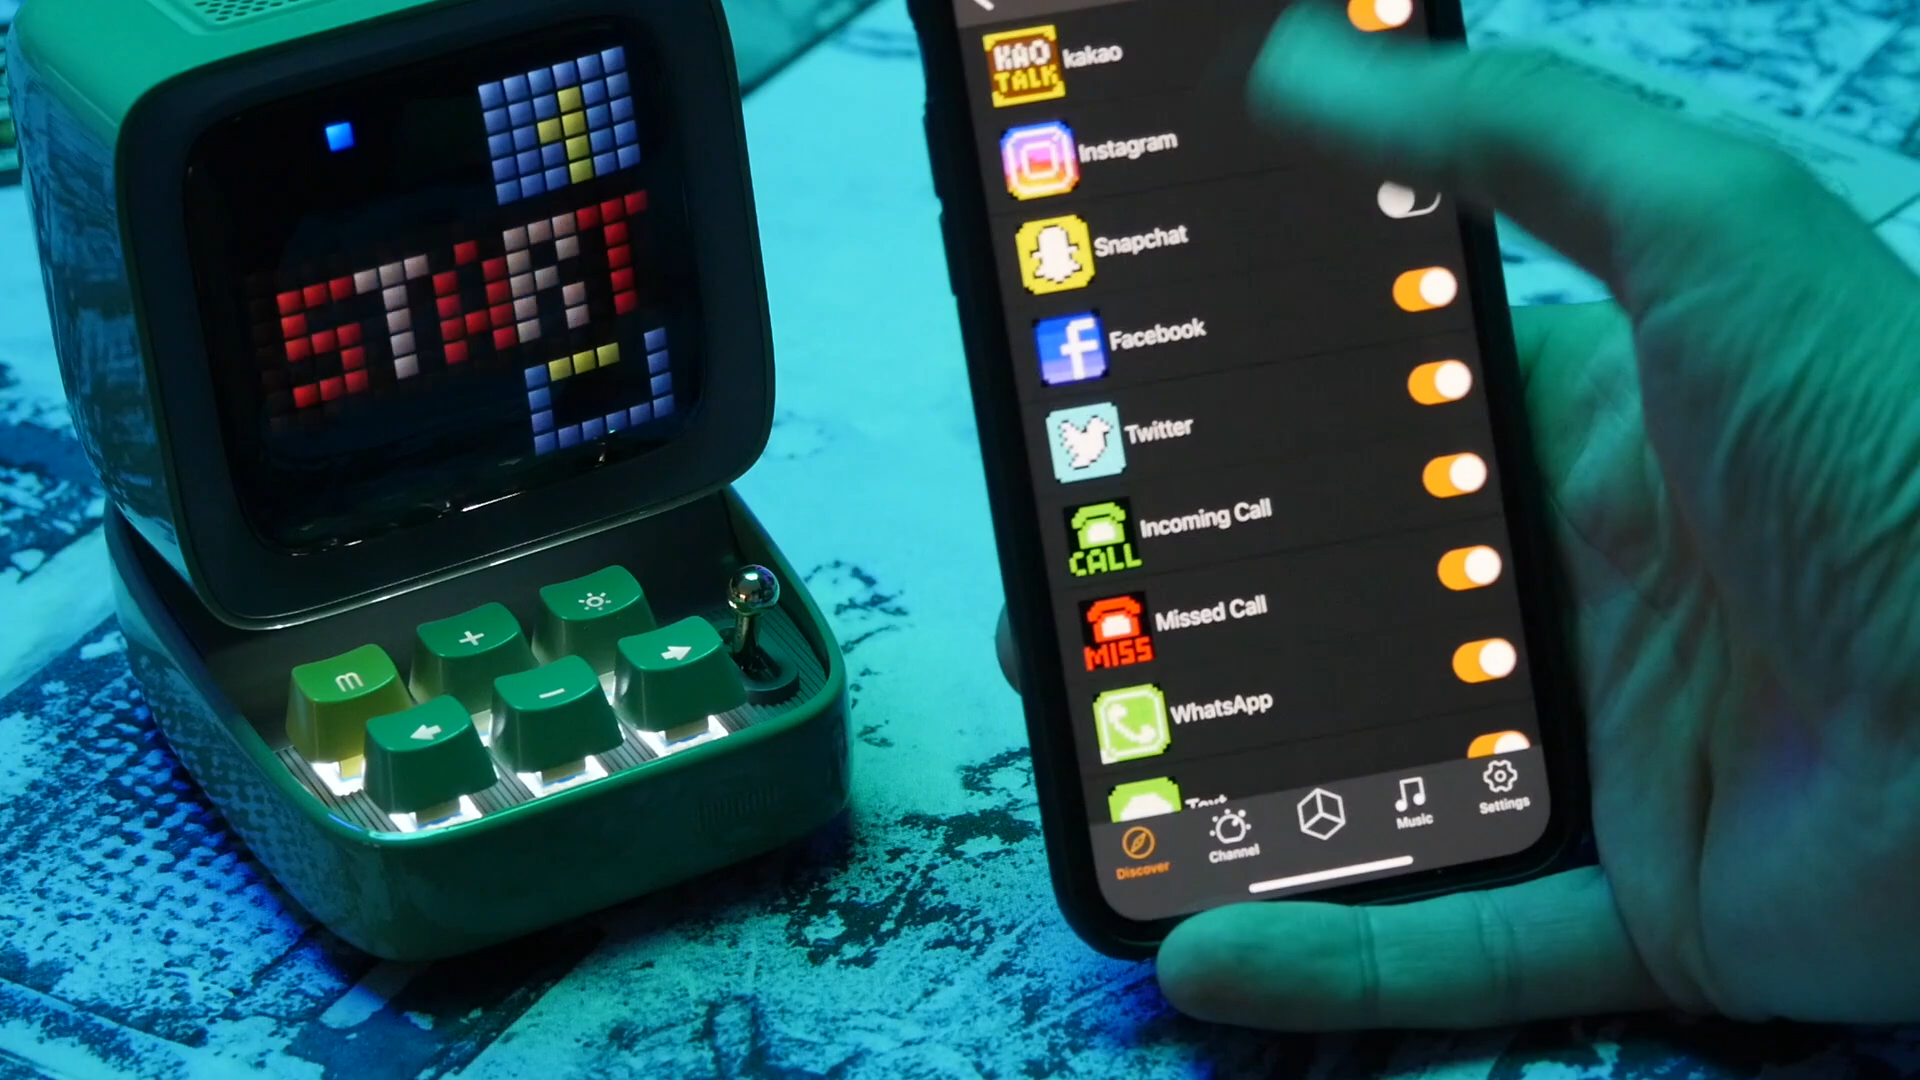 START
m
+
-
KAO
TALK
kakao
Instagram
Snapchat
f
Facebook
Twitter
CALL
Incoming Call
MISS
Missed Call
WhatsApp
Text
Discover
Channel
Music
Settings